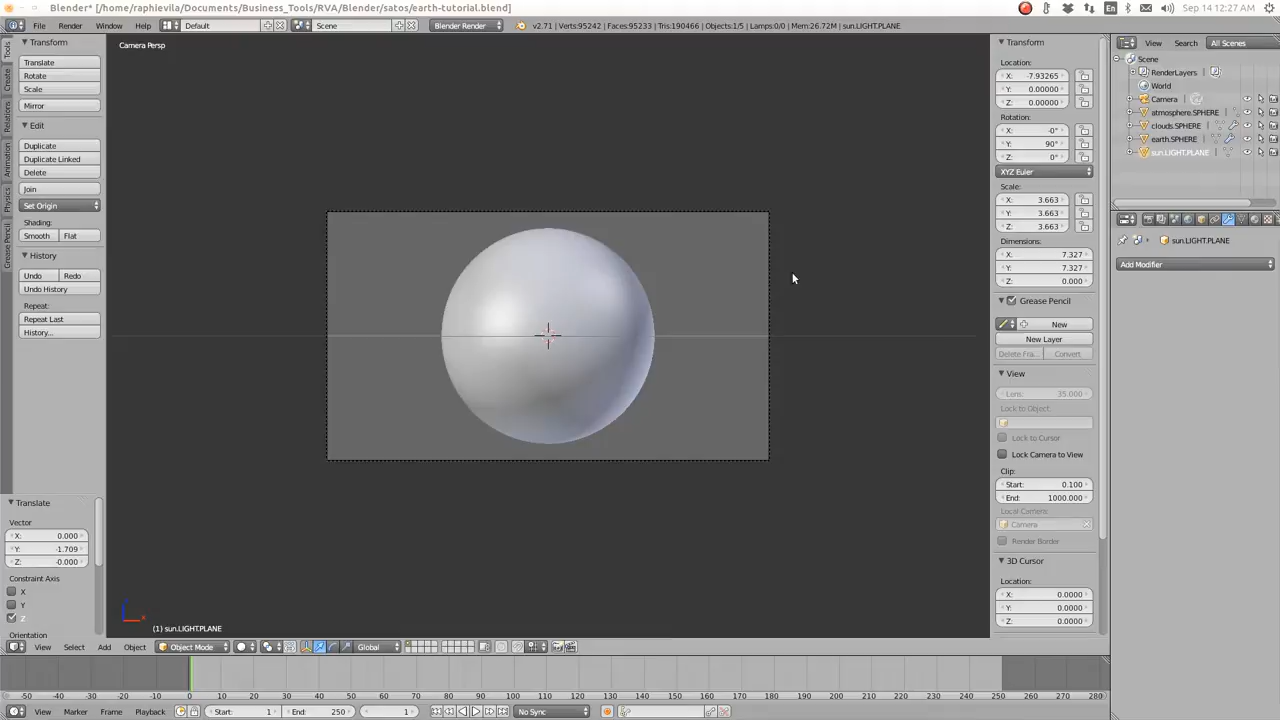 Blender* [/home/raphievila/Documents/Business_Tools/RVA/Blender/satos/earth-tutorial.blend]
En
Sep 14 12:27 AM
File Render Window Help
Default
Scene
Blender Render
v2.71 | Verts:95242 | Faces:95233 | Tris:190466 | Objects:1/5 | Lamps:0/0 | Mem:26.72M | sun.LIGHT.PLANE
View Search All Scenes
Tools
Create
Relations
Animation
Physics
Grease Pencil
Transform
Translate
Rotate
Scale
Mirror
Edit
Duplicate
Duplicate Linked
Delete
Join
Set Origin
Shading:
Smooth Flat
History
Undo Redo
Undo History
Repeat:
Repeat Last
History...
Translate
Vector
X: 0.000
Y: -1.709
Z: -0.000
Constraint Axis
X
Y
Z
Orientation
Camera Persp
(1) sun.LIGHT.PLANE
Transform
Location:
X: -7.93265
Y: 0.00000
Z: 0.00000
Rotation:
X: -0°
Y: 90°
Z: 0°
XYZ Euler
Scale:
X: 3.663
Y: 3.663
Z: 3.663
Dimensions:
X: 7.327
Y: 7.327
Z: 0.000
Grease Pencil
New
New Layer
Delete Fra... Convert
View
Lens: 35.000
Lock to Object:
Lock to Cursor
Lock Camera to View
Clip:
Start: 0.100
End: 1000.000
Local Camera:
Camera
Render Border
3D Cursor
Location:
X: 0.0000
Y: 0.0000
Z: 0.0000
Scene
RenderLayers
World
Camera
atmosphere.SPHERE
clouds.SPHERE
earth.SPHERE
sun.LIGHT.PLANE
sun.LIGHT.PLANE
Add Modifier
View Select Add Object Object Mode Global
-50 -40 -30 -20 -10 0 10 20 30 40 50 60 70 80 90 100 110 120 130 140 150 160 170 180 190 200 210 220 230 240 250 260 270 280
View Marker Frame Playback Start: 1 End: 250 1 No Sync